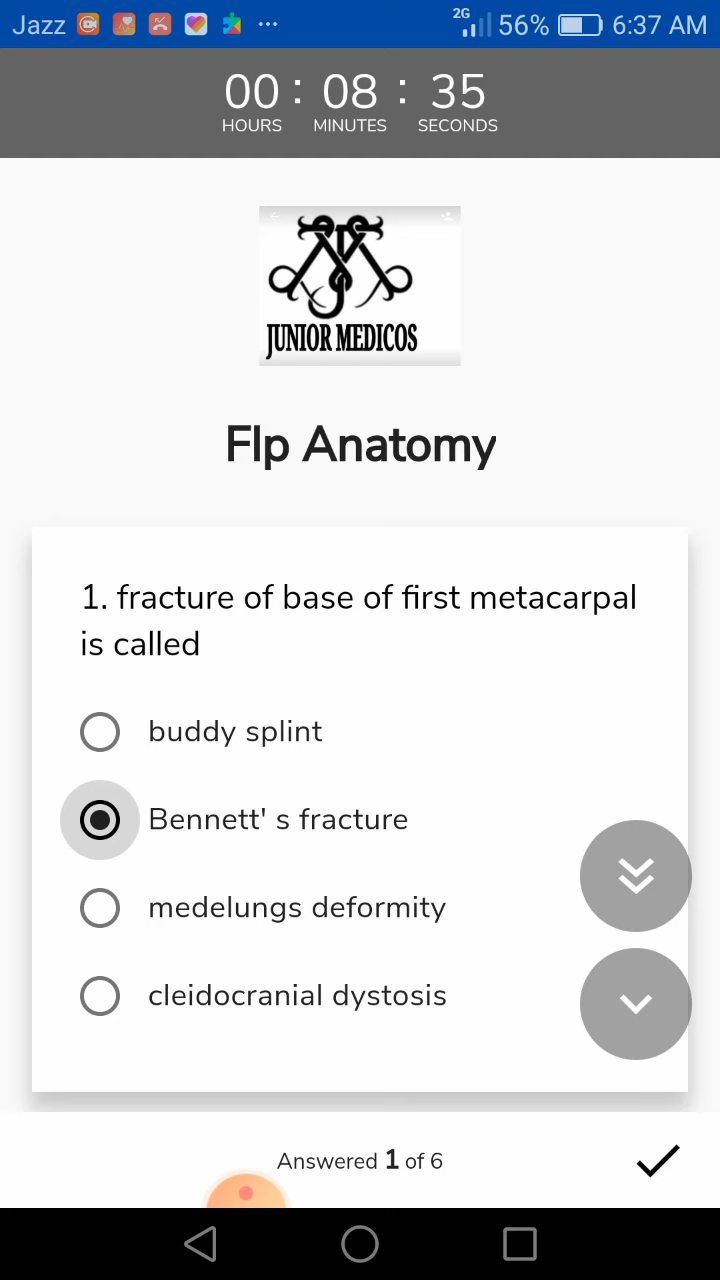 Jazz ... 2G 56% 6:37 AM
00 : 08 : 35
HOURS MINUTES SECONDS
JUNIOR MEDICOS
Flp Anatomy
1. fracture of base of first metacarpal
is called
buddy splint
Bennett' s fracture
medelungs deformity
cleidocranial dystosis
Answered 1 of 6